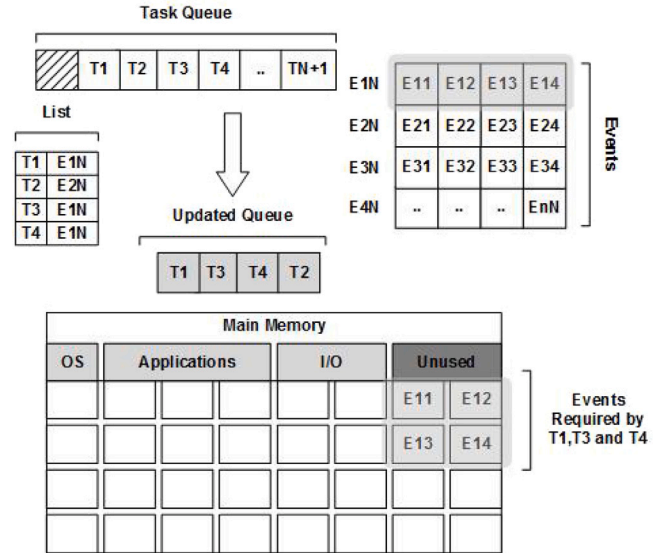 Task Queue
T1 T2 T3 T4 .. TN+1
E1N E11 E12 E13 E14
E2N E21 E22 E23 E24
E3N E31 E32 E33 E34
E4N .. .. .. EnN
Events
List
T1 E1N
T2 E2N
T3 E1N
T4 E1N
Updated Queue
T1 T3 T4 T2
Main Memory
OS Applications I/O Unused
E11 E12
E13 E14
Events
Required by
T1,T3 and T4